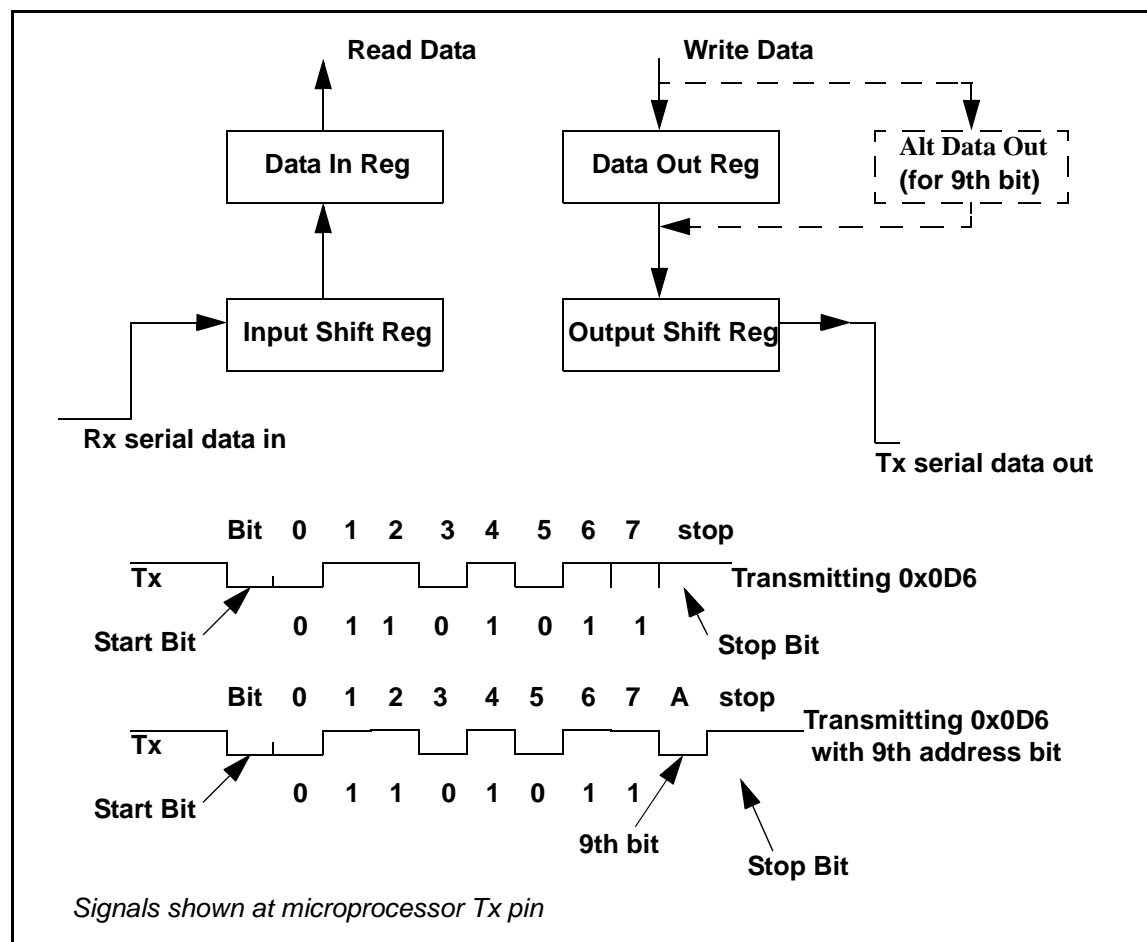 Read Data
Write Data
Data In Reg
Data Out Reg
Alt Data Out
(for 9th bit)
Input Shift Reg
Output Shift Reg
Rx serial data in
Tx serial data out
Bit 0 1 2 3 4 5 6 7 stop
Tx
Transmitting 0x0D6
0 1 1 0 1 0 1 1
Start Bit
Stop Bit
Bit 0 1 2 3 4 5 6 7 A stop
Tx
Transmitting 0x0D6
with 9th address bit
0 1 1 0 1 0 1 1
Start Bit
9th bit
Stop Bit
Signals shown at microprocessor Tx pin